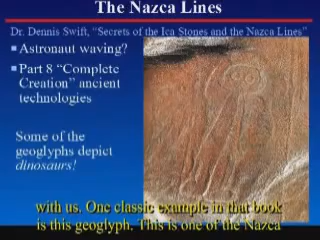 The Nazca Lines
Dr. Dennis Swift, "Secrets of the Ica Stones and the Nazca Lines"
Astronaut waving?
Part 8 "Complete
Creation" ancient
technologies
Some of the
geoglyphs depict
dinosaurs!
with us. One classic example in that book
is this geoglyph. This is one of the Nazca